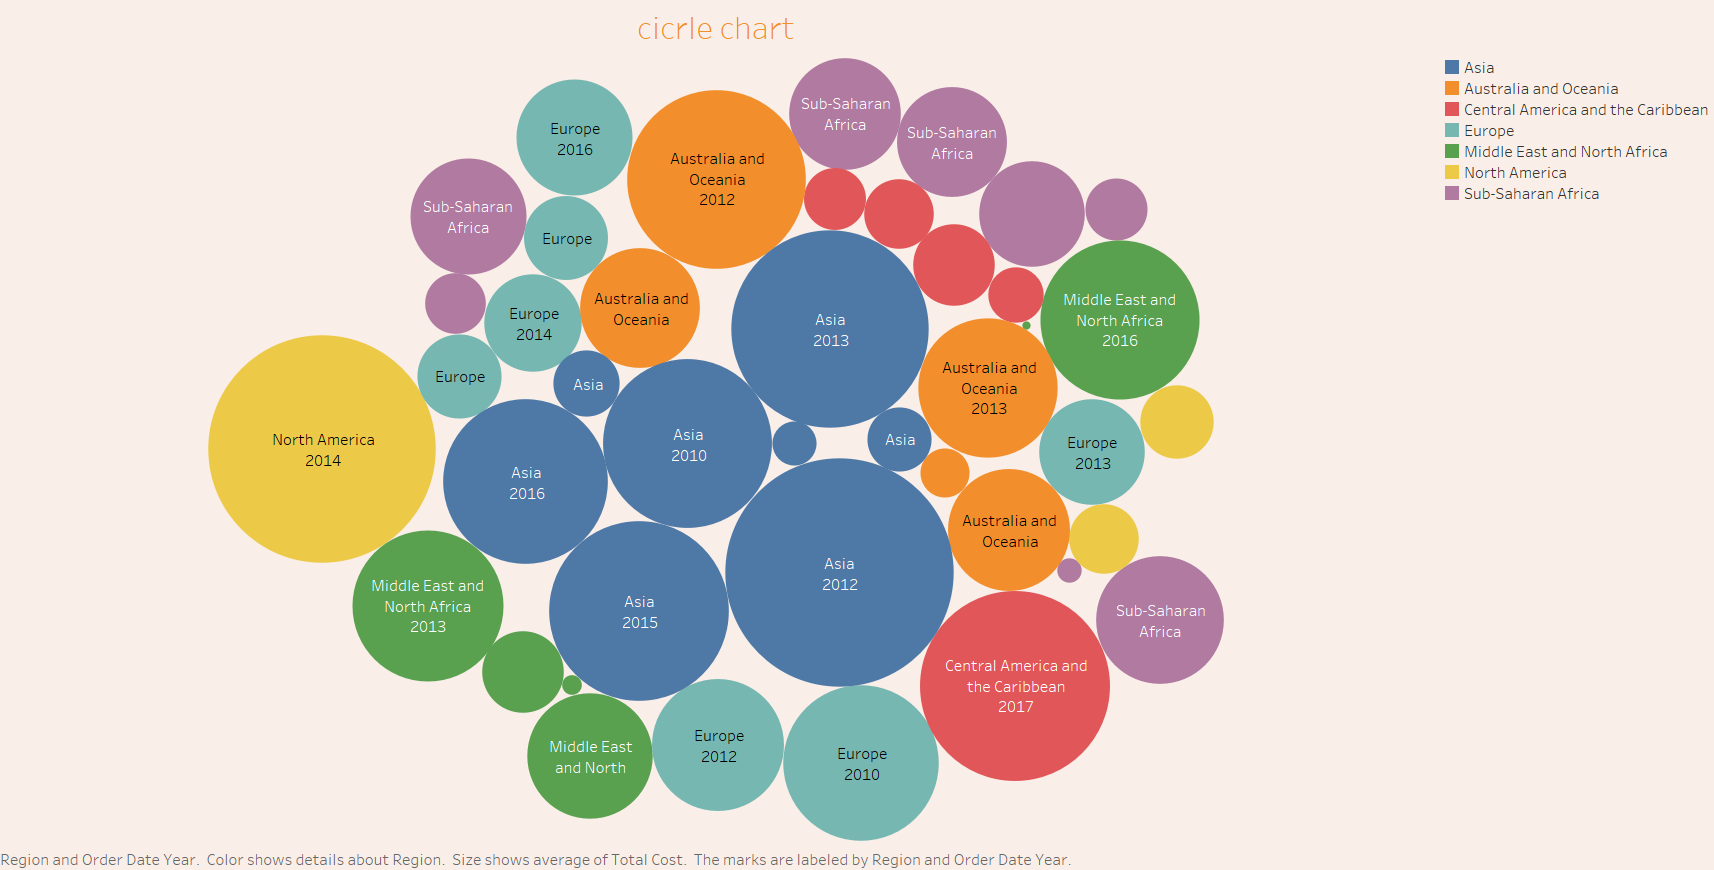 cicrle chart
Asia
Australia and Oceania
Central America and the Caribbean
Europe
Middle East and North Africa
North America
Sub-Saharan Africa
Sub-Saharan
Africa
Sub-Saharan
Africa
Europe
2016
Australia and
Oceania
2012
Sub-Saharan
Africa
Europe
Australia and
Oceania
Europe
2014
Asia
2013
Middle East and
North Africa
2016
Europe
Asia
Australia and
Oceania
2013
North America
2014
Asia
2010
Asia
Europe
2013
Asia
2016
Australia and
Oceania
Asia
2012
Middle East and
North Africa
2013
Asia
2015
Sub-Saharan
Africa
Central America and
the Caribbean
2017
Middle East
and North
Europe
2012
Europe
2010
Region and Order Date Year.  Color shows details about Region.  Size shows average of Total Cost.  The marks are labeled by Region and Order Date Year.